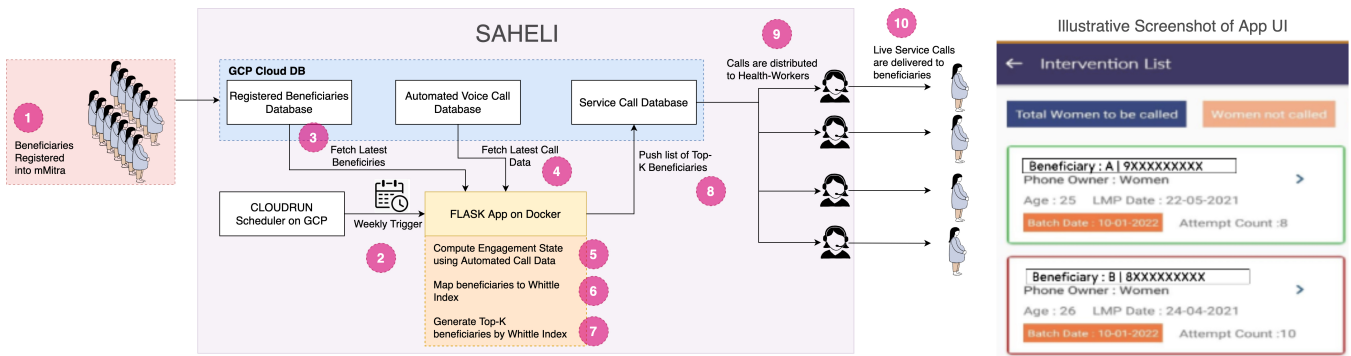 SAHELI
1
Beneficiaries
Registered
into mMitra
GCP Cloud DB
Registered Beneficiaries
Database
Automated Voice Call
Database
Service Call Database
3
Fetch Latest
Beneficiries
Fetch Latest Call
Data
4
Push list of Top-
K Beneficiaries
8
CLOUDRUN
Scheduler on GCP
Weekly Trigger
2
FLASK App on Docker
Compute Engagement State
using Automated Call Data
5
Map beneficiaries to Whittle
Index
6
Generate Top-K
beneficiaries by Whittle Index
7
9
Calls are distributed
to Health-Workers
10
Live Service Calls
are delivered to
beneficiaries
Illustrative Screenshot of App UI
← Intervention List
Total Women to be called
Women not called
Beneficiary : A | 9XXXXXXXXX
Phone Owner : Women
Age : 25 LMP Date : 22-05-2021
Batch Date : 10-01-2022 Attempt Count :8
Beneficiary : B | 8XXXXXXXXX
Phone Owner : Women
Age : 26 LMP Date : 24-04-2021
Batch Date : 10-01-2022 Attempt Count :10